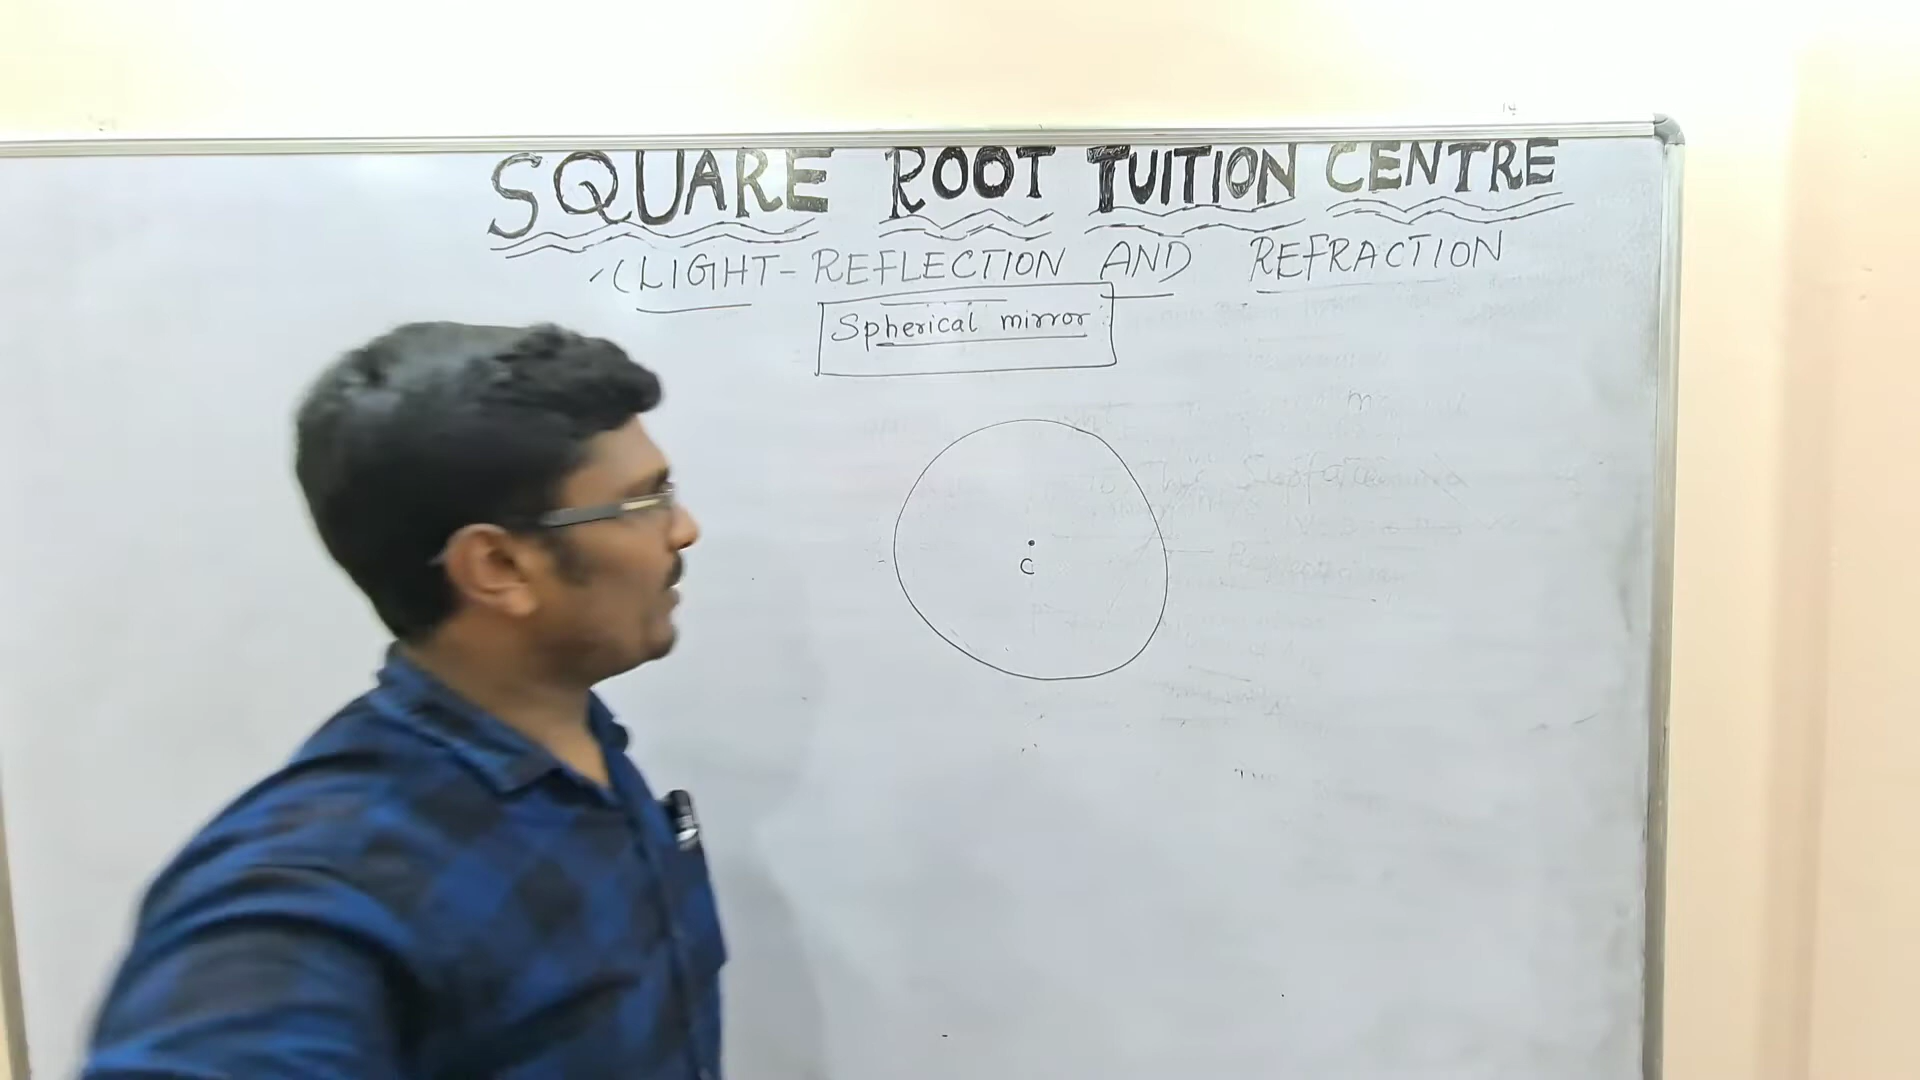 SQUARE ROOT TUITION CENTRE
(LIGHT-REFLECTION AND REFRACTION
Spherical mirror
C